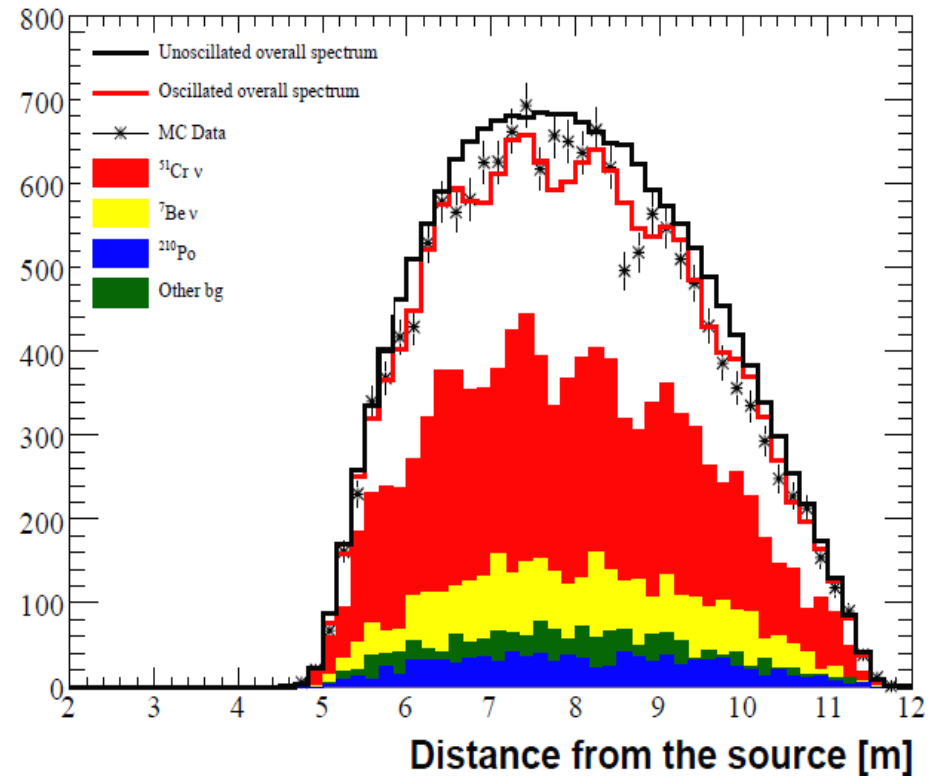 800
700
600
500
400
300
200
100
0
Unoscillated overall spectrum
Oscillated overall spectrum
MC Data
⁵¹Cr ν
⁷Be ν
²¹⁰Po
Other bg
2 3 4 5 6 7 8 9 10 11 12
Distance from the source [m]